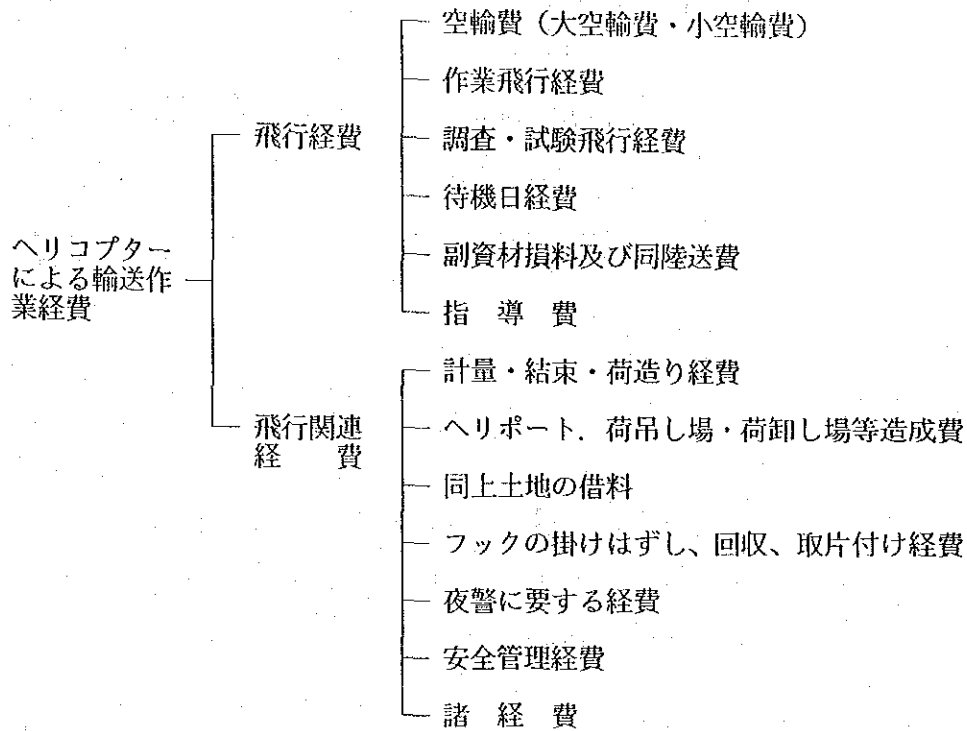 ヘリコプター
による輸送作
業経費
飛行経費
空輸費（大空輸費・小空輸費）
作業飛行経費
調査・試験飛行経費
待機日経費
副資材損料及び同陸送費
指　導　費
飛行関連
経　　費
計量・結束・荷造り経費
ヘリポート．荷吊し場・荷卸し場等造成費
同上土地の借料
フックの掛けはずし、回収、取片付け経費
夜警に要する経費
安全管理経費
諸　経　費